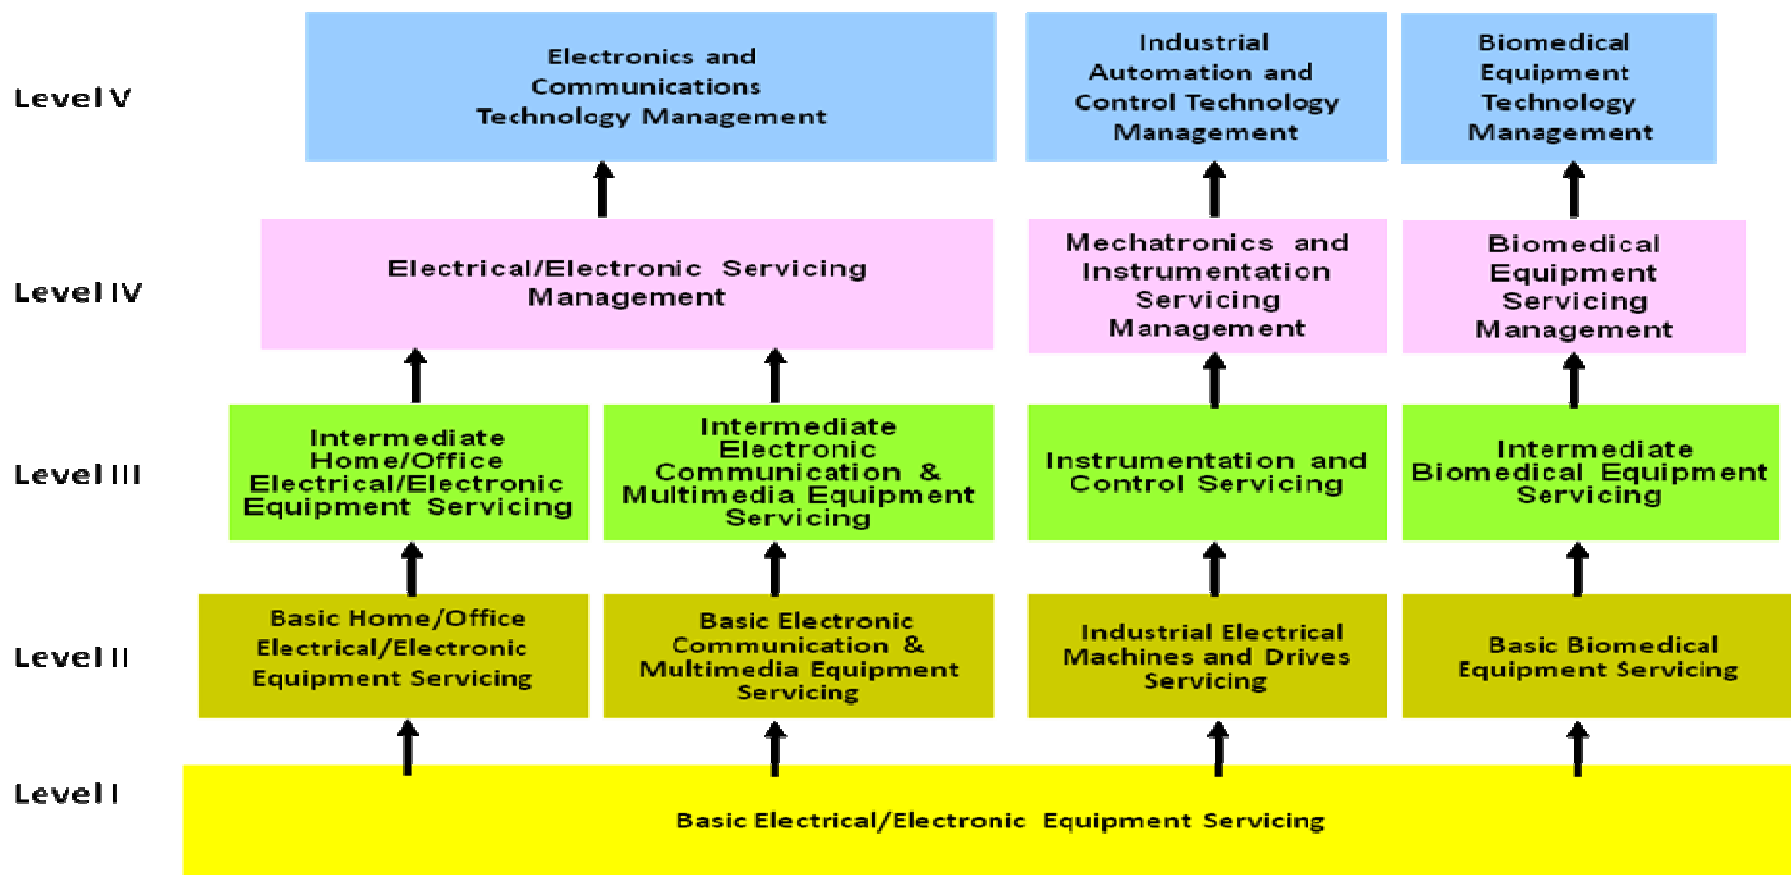 Level V
Electronics and
Communications
Technology Management
Industrial
Automation and
Control Technology
Management
Biomedical
Equipment
Technology
Management
Level IV
Electrical/Electronic Servicing
Management
Mechatronics and
Instrumentation
Servicing
Management
Biomedical
Equipment
Servicing
Management
Level III
Intermediate
Home/Office
Electrical/Electronic
Equipment Servicing
Intermediate
Electronic
Communication &
Multimedia Equipment
Servicing
Instrumentation and
Control Servicing
Intermediate
Biomedical Equipment
Servicing
Level II
Basic Home/Office
Electrical/Electronic
Equipment Servicing
Basic Electronic
Communication &
Multimedia Equipment
Servicing
Industrial Electrical
Machines and Drives
Servicing
Basic Biomedical
Equipment Servicing
Level I
Basic Electrical/Electronic Equipment Servicing